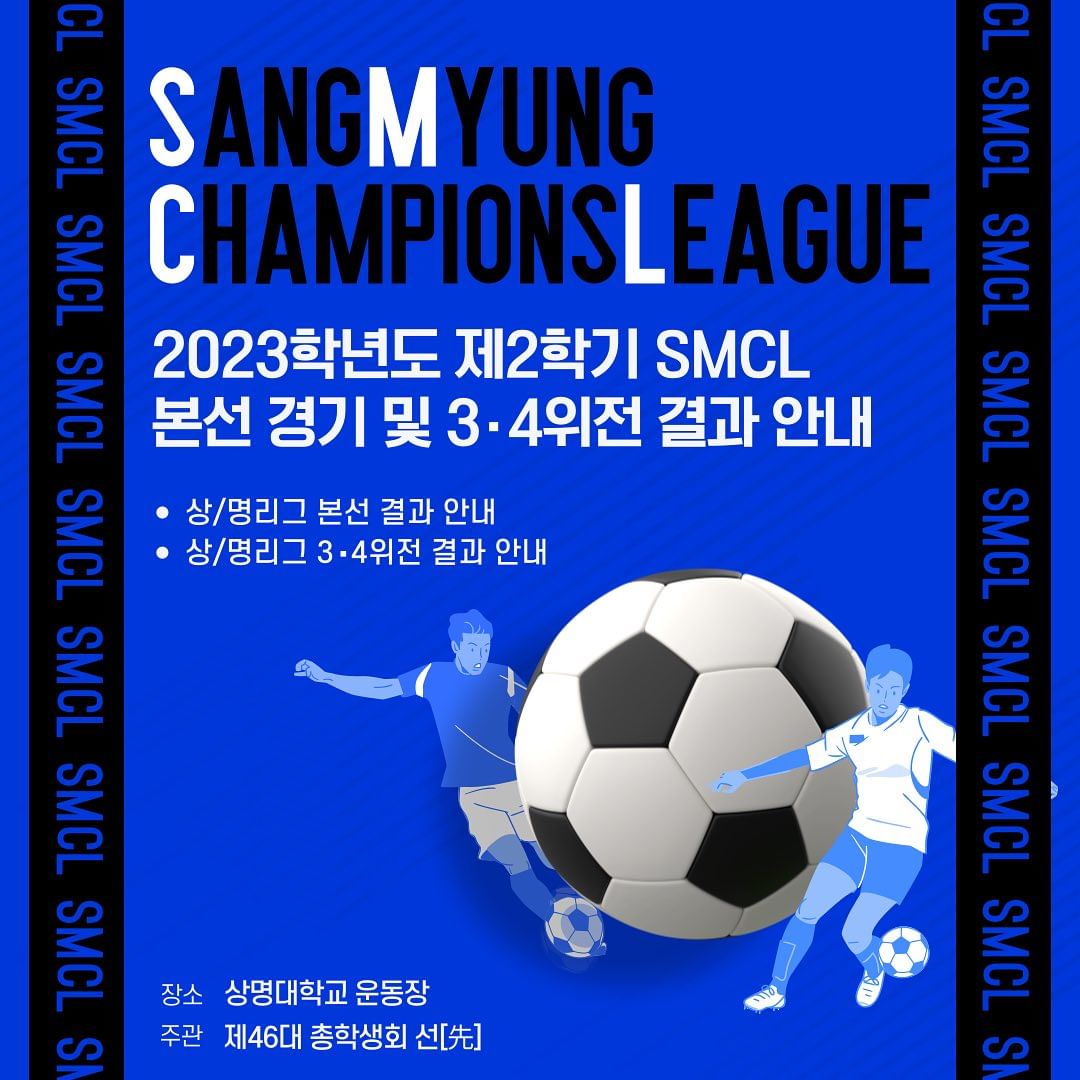 SANGMYUNG
CHAMPIONSLEAGUE
2023학년도 제2학기 SMCL
본선 경기 및 3·4위전 결과 안내
• 상/명리그 본선 결과 안내
• 상/명리그 3·4위전 결과 안내
장소 상명대학교 운동장
주관 제46대 총학생회 선[先]
CL SMCL SMCL SMCL SMCL SMCL SMCL SMCL SM
CL SMCL SMCL SMCL SMCL SMCL SMCL SMCL SM